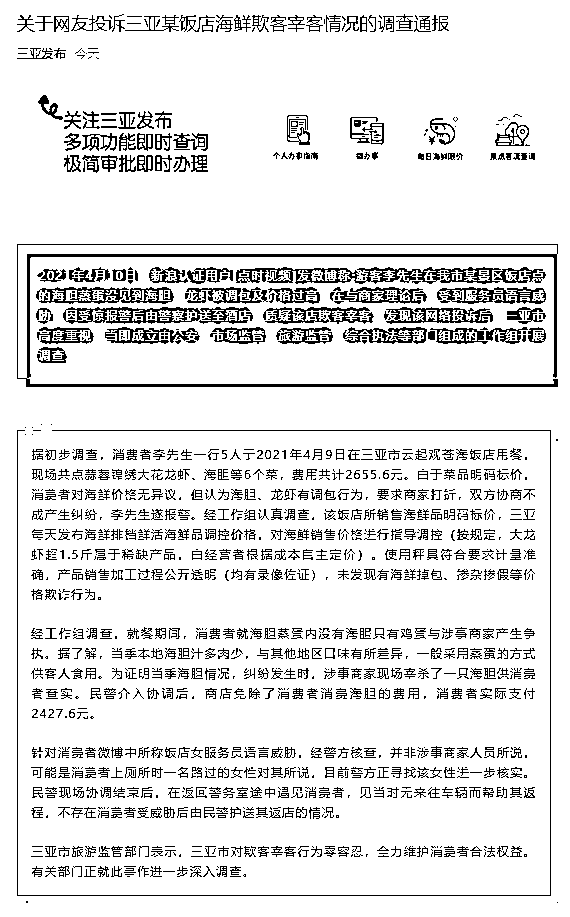 关于网友投诉三亚某饭店海鲜欺客宰客情况的调查通报
三亚发布 今天
关注三亚发布
多项功能即时查询
极简审批即时办理
个人办事指南 微办事 每日海鲜限价 景点客流查询
2021年4月10日 新浪认证用户 点时视频 发微博称 游客李先生在我市某景区饭店点
的海胆蒸蛋没见到海胆 龙虾被调包及价格过高 在与商家理论后 受到服务员语言威
胁 因受惊报警后由警察护送至酒店 质疑该店欺客宰客 发现该网络投诉后 三亚市
高度重视 当即成立由公安 市场监管 旅游监管 综合执法等部门组成的工作组开展
调查
据初步调查，消费者李先生一行5人于2021年4月9日在三亚市云起观苍海饭店用餐，
现场共点蒜蓉锦绣大花龙虾、海胆等6个菜，费用共计2655.6元。由于菜品明码标价，
消费者对海鲜价格无异议，但认为海胆、龙虾有调包行为，要求商家打折，双方协商不
成产生纠纷，李先生遂报警。经工作组认真调查，该饭店所销售海鲜品明码标价，三亚
每天发布海鲜排档鲜活海鲜品调控价格，对海鲜销售价格进行指导调控（按规定，大龙
虾超1.5斤属于稀缺产品，由经营者根据成本自主定价）。使用秤具符合要求计量准
确，产品销售加工过程公开透明（均有录像佐证），未发现有海鲜掉包、掺杂掺假等价
格欺诈行为。
经工作组调查，就餐期间，消费者就海胆蒸蛋内没有海胆只有鸡蛋与涉事商家产生争
执。据了解，当季本地海胆汁多肉少，与其他地区口味有所差异，一般采用蒸蛋的方式
供客人食用。为证明当季海胆情况，纠纷发生时，涉事商家现场宰杀了一只海胆供消费
者查实。民警介入协调后，商店免除了消费者消费海胆的费用，消费者实际支付
2427.6元。
针对消费者微博中所称饭店女服务员语言威胁，经警方核查，并非涉事商家人员所说，
可能是消费者上厕所时一名路过的女性对其所说，目前警方正寻找该女性进一步核实。
民警现场协调结束后，在返回警务室途中遇见消费者，见当时无来往车辆而帮助其返
程，不存在消费者受威胁后由民警护送其返店的情况。
三亚市旅游监管部门表示，三亚市对欺客宰客行为零容忍，全力维护消费者合法权益。
有关部门正就此事作进一步深入调查。